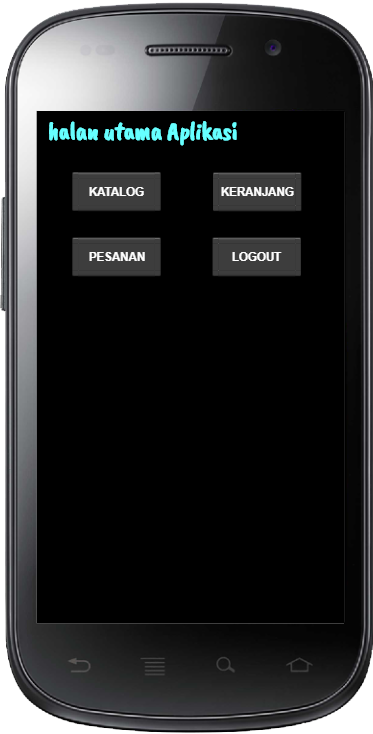 halan utama Aplikasi
KATALOG KERANJANG
PESANAN LOGOUT